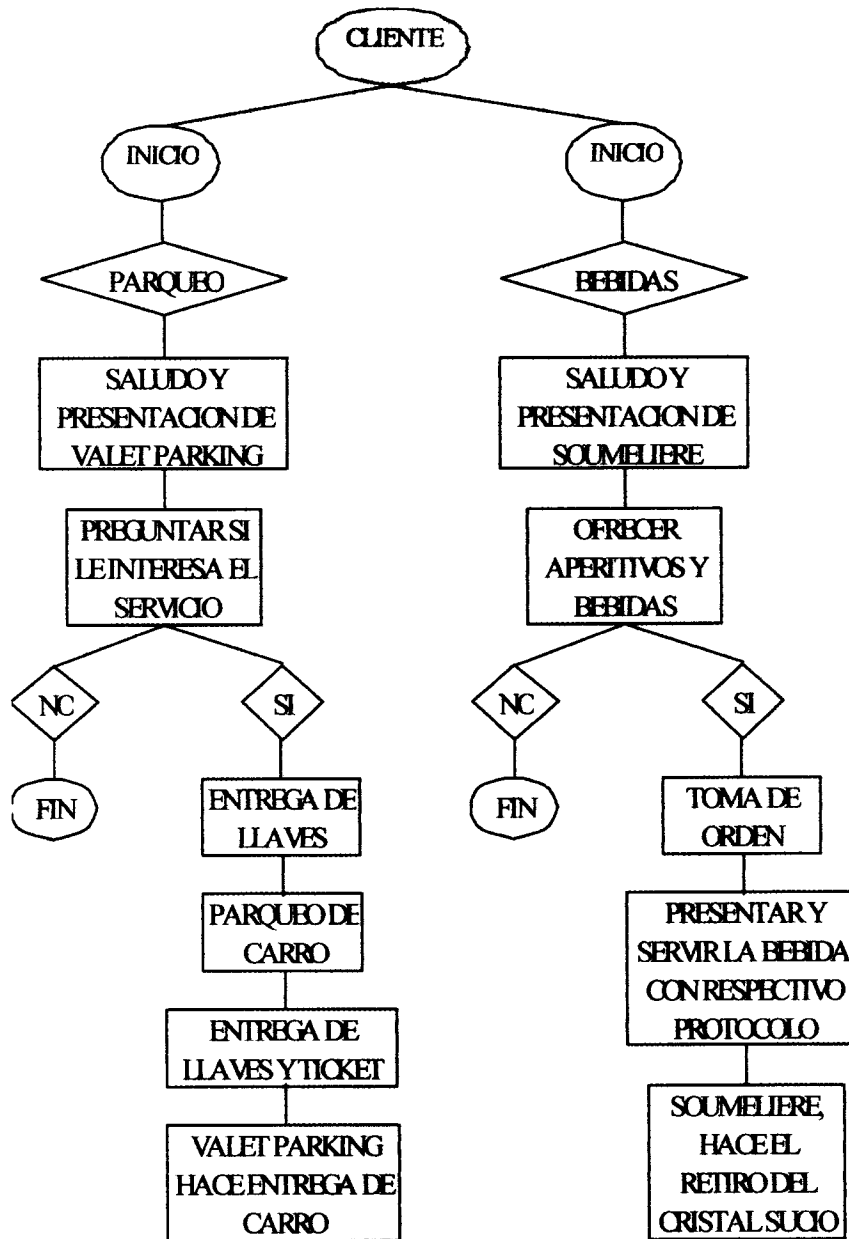 CLIENTE
INICIO
PARQUEO
SALUDO Y
PRESENTACION DE
VALET PARKING
PREGUNTAR SI
LE INTERESA EL
SERVICIO
NC
SI
FIN
ENTREGA DE
LLAVES
PARQUEO DE
CARRO
ENTREGA DE
LLAVES Y TICKET
VALET PARKING
HACE ENTREGA DE
CARRO
INICIO
BEBIDAS
SALUDO Y
PRESENTACION DE
SOUMELIERE
OFRECER
APERITIVOS Y
BEBIDAS
NC
SI
FIN
TOMA DE
ORDEN
PRESENTAR Y
SERVIR LA BEBIDA
CON RESPECTIVO
PROTOCOLO
SOUMELIERE,
HACE EL
RETIRO DEL
CRISTAL SUCIO